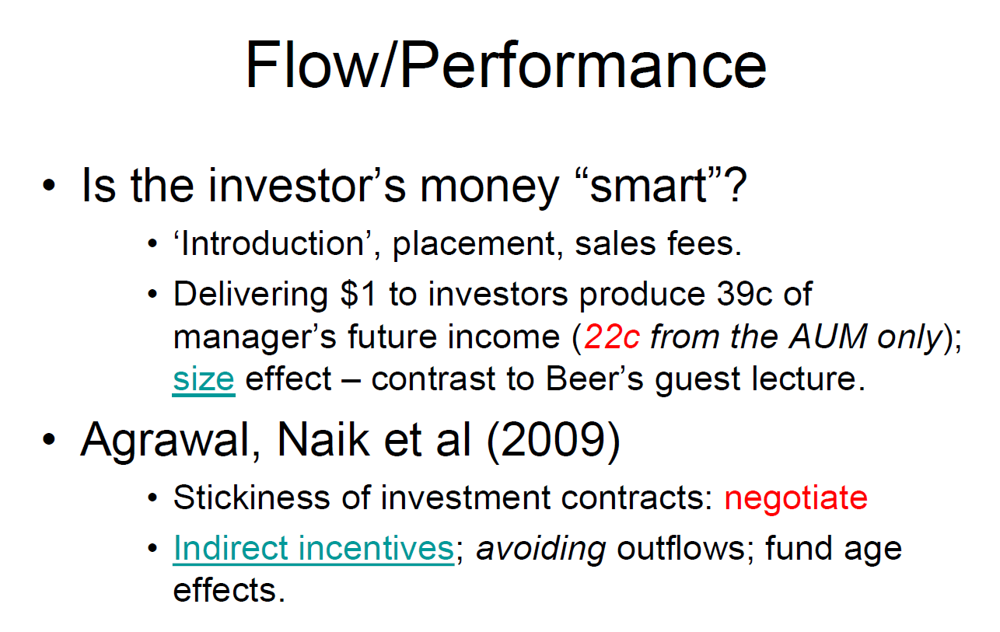 Flow/Performance
• Is the investor’s money “smart”?
• ‘Introduction’, placement, sales fees.
• Delivering $1 to investors produce 39c of
manager’s future income (22c from the AUM only);
size effect – contrast to Beer’s guest lecture.
• Agrawal, Naik et al (2009)
• Stickiness of investment contracts: negotiate
• Indirect incentives; avoiding outflows; fund age
effects.